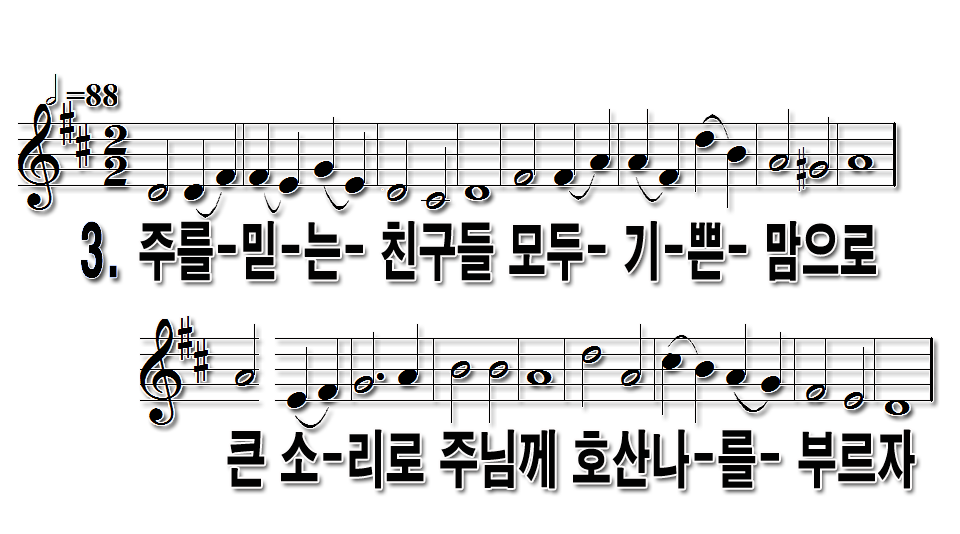 =88
2
2
3. 주를-믿-는- 친구들 모두- 기-쁜- 맘으로
큰 소-리로 주님께 호산나-를- 부르자